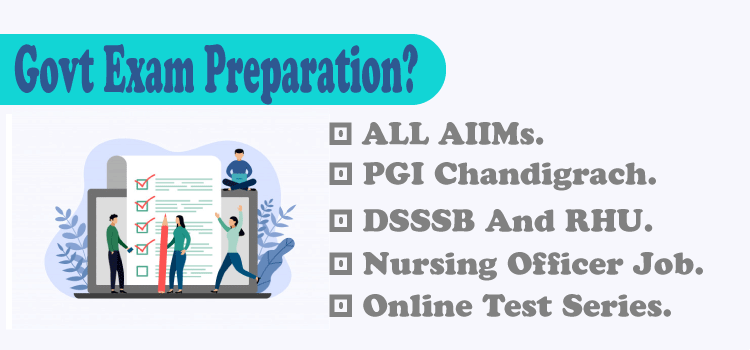 Govt Exam Preparation?
ALL AIIMs.
PGI Chandigrach.
DSSSB And RHU.
Nursing Officer Job.
Online Test Series.